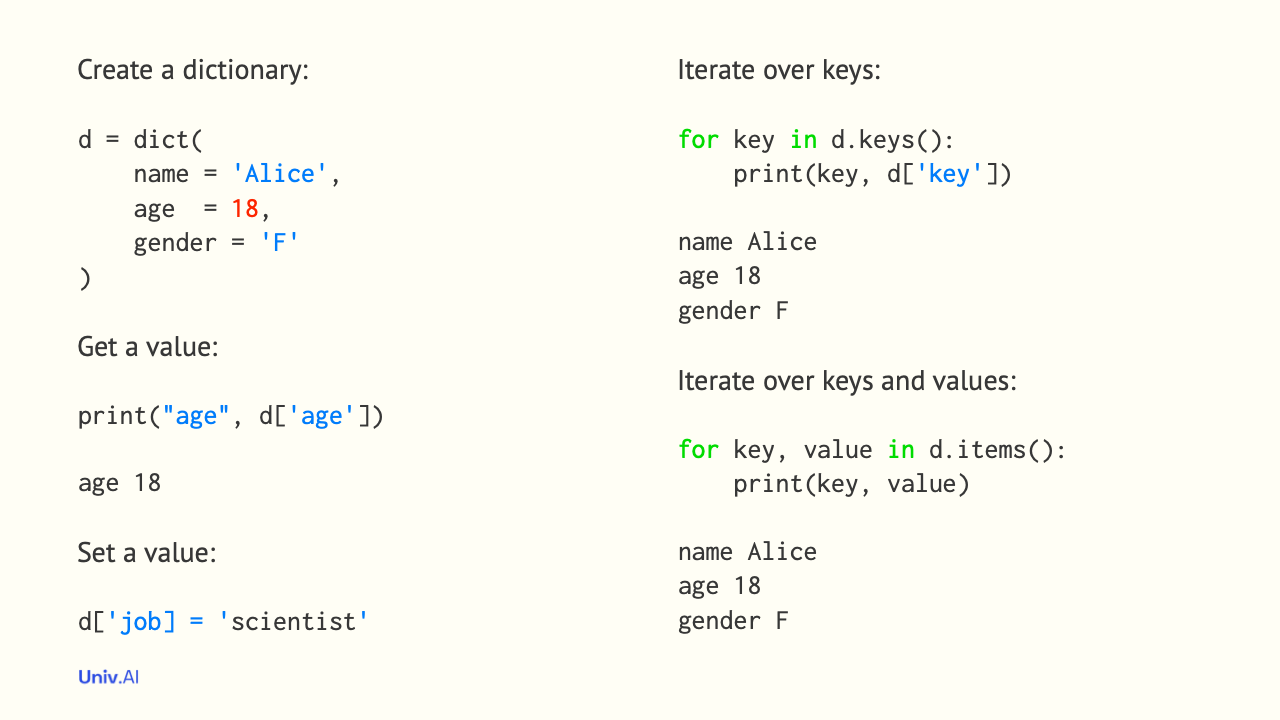 Create a dictionary:
d = dict(
    name = 'Alice',
    age  = 18,
    gender = 'F'
)
Get a value:
print("age", d['age'])
age 18
Set a value:
d['job] = 'scientist'
Univ.AI
Iterate over keys:
for key in d.keys():
    print(key, d['key'])
name Alice
age 18
gender F
Iterate over keys and values:
for key, value in d.items():
    print(key, value)
name Alice
age 18
gender F